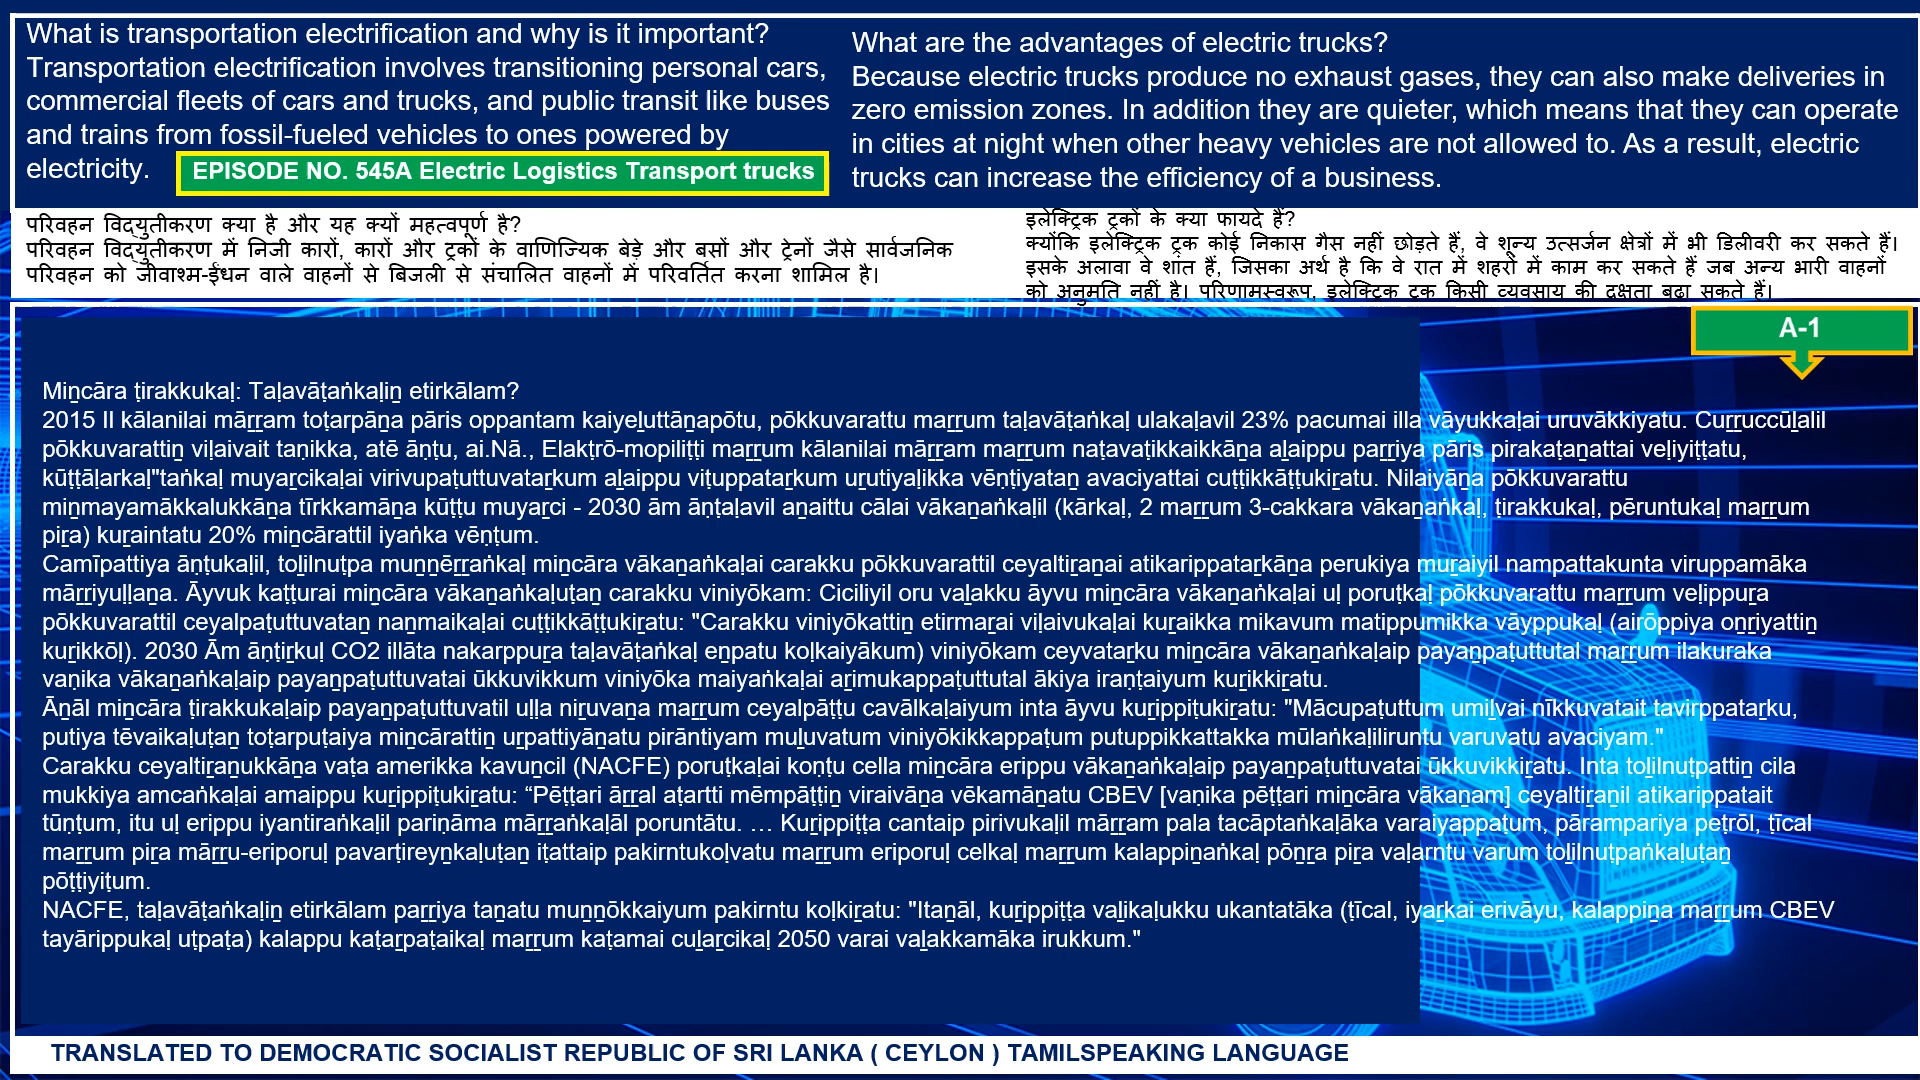 What is transportation electrification and why is it important?
Transportation electrification involves transitioning personal cars,
commercial fleets of cars and trucks, and public transit like buses
and trains from fossil-fueled vehicles to ones powered by
electricity.
EPISODE NO. 545A Electric Logistics Transport trucks
What are the advantages of electric trucks?
Because electric trucks produce no exhaust gases, they can also make deliveries in
zero emission zones. In addition they are quieter, which means that they can operate
in cities at night when other heavy vehicles are not allowed to. As a result, electric
trucks can increase the efficiency of a business.
परिवहन विद्युतीकरण क्या है और यह क्यों महत्वपूर्ण है?
परिवहन विद्युतीकरण में निजी कारों, कारों और ट्रकों के वाणिज्यिक बेड़े और बसों और ट्रेनों जैसे सार्वजनिक
परिवहन को जीवाश्म-ईंधन वाले वाहनों से बिजली से संचालित वाहनों में परिवर्तित करना शामिल है।
इलेक्ट्रिक ट्रकों के क्या फायदे हैं?
क्योंकि इलेक्ट्रिक ट्रक कोई निकास गैस नहीं छोड़ते हैं, वे शून्य उत्सर्जन क्षेत्रों में भी डिलीवरी कर सकते हैं।
इसके अलावा वे शांत हैं, जिसका अर्थ है कि वे रात में शहरों में काम कर सकते हैं जब अन्य भारी वाहनों
को अनुमति नहीं है। परिणामस्वरूप, इलेक्ट्रिक ट्रक किसी व्यवसाय की दक्षता बढ़ा सकते हैं।
A-1
Miṉcāra ṭirakkukaḷ: Taḷavāṭaṅkaḷiṉ etirkālam?
2015 Il kālanilai māṟṟam toṭarpāṉa pāris oppantam kaiyeḻuttāṉapōtu, pōkkuvarattu maṟṟum taḷavāṭaṅkaḷ ulakaḷavil 23% pacumai illa vāyukkaḷai uruvākkiyatu. Cuṟṟuccūḻalil
pōkkuvarattiṉ viḷaivait taṇikka, atē āṇṭu, ai.Nā., Elakṭrō-mopiliṭṭi maṟṟum kālanilai māṟṟam maṟṟum naṭavaṭikkaikkāṉa aḻaippu paṟṟiya pāris pirakaṭaṉattai veḷiyiṭṭatu,
kūṭṭāḷarkaḷ"taṅkaḷ muyaṟcikaḷai virivupaṭuttuvataṟkum aḻaippu viṭuppataṟkum uṟutiyaḷikka vēṇṭiyataṉ avaciyattai cuṭṭikkāṭṭukiṟatu. Nilaiyāṉa pōkkuvarattu
miṉmayamākkalukkāṉa tīrkkamāṉa kūṭṭu muyaṟci - 2030 ām āṇṭaḷavil aṉaittu cālai vākaṉaṅkaḷil (kārkaḷ, 2 maṟṟum 3-cakkara vākaṉaṅkaḷ, ṭirakkukaḷ, pēruntukaḷ maṟṟum
piṟa) kuṟaintatu 20% miṉcārattil iyaṅka vēṇṭum.
Camīpattiya āṇṭukaḷil, toḻilnuṭpa muṉṉēṟṟaṅkaḷ miṉcāra vākaṉaṅkaḷai carakku pōkkuvarattil ceyaltiṟaṉai atikarippataṟkāṉa perukiya muṟaiyil nampattakunta viruppamāka
māṟṟiyuḷḷaṉa. Āyvuk kaṭṭurai miṉcāra vākaṉaṅkaḷuṭaṉ carakku viniyōkam: Ciciliyil oru vaḻakku āyvu miṉcāra vākaṉaṅkaḷai uḷ poruṭkaḷ pōkkuvarattu maṟṟum veḷippuṟa
pōkkuvarattil ceyalpaṭuttuvataṉ naṉmaikaḷai cuṭṭikkāṭṭukiṟatu: "Carakku viniyōkattiṉ etirmaṟai viḷaivukaḷai kuṟaikka mikavum matippumikka vāyppukaḷ (airōppiya oṉṟiyattiṉ
kuṟikkōḷ). 2030 Ām āṇṭiṟkuḷ CO2 illāta nakarppuṟa taḷavāṭaṅkaḷ eṉpatu koḷkaiyākum) viniyōkam ceyvataṟku miṉcāra vākaṉaṅkaḷaip payaṉpaṭuttutal maṟṟum ilakuraka
vaṇika vākaṉaṅkaḷaip payaṉpaṭuttuvatai ūkkuvikkum viniyōka maiyaṅkaḷai aṟimukappaṭuttutal ākiya iraṇṭaiyum kuṟikkiṟatu.
Āṉāl miṉcāra ṭirakkukaḷaip payaṉpaṭuttuvatil uḷḷa niṟuvaṉa maṟṟum ceyalpāṭṭu cavālkaḷaiyum inta āyvu kuṟippiṭukiṟatu: "Mācupaṭuttum umiḻvai nīkkuvatait tavirppataṟku,
putiya tēvaikaḷuṭaṉ toṭarpuṭaiya miṉcārattiṉ uṟpattiyāṉatu pirāntiyam muḻuvatum viniyōkikkappaṭum putuppikkattakka mūlaṅkaḷiliruntu varuvatu avaciyam."
Carakku ceyaltiṟaṉukkāṉa vaṭa amerikka kavuṉcil (NACFE) poruṭkaḷai koṇṭu cella miṉcāra erippu vākaṉaṅkaḷaip payaṉpaṭuttuvatai ūkkuvikkiṟatu. Inta toḻilnuṭpattiṉ cila
mukkiya amcaṅkaḷai amaippu kuṟippiṭukiṟatu: “Pēṭṭari āṟṟal aṭartti mēmpāṭṭiṉ viraivāṉa vēkamāṉatu CBEV [vaṇika pēṭṭari miṉcāra vākaṉam] ceyaltiṟaṉil atikarippatait
tūṇṭum, itu uḷ erippu iyantiraṅkaḷil pariṇāma māṟṟaṅkaḷāl poruntātu. … Kuṟippiṭṭa cantaip pirivukaḷil māṟṟam pala tacāptaṅkaḷāka varaiyappaṭum, pārampariya peṭrōl, ṭīcal
maṟṟum piṟa māṟṟu-eriporuḷ pavarṭireyṉkaḷuṭaṉ iṭattaip pakirntukoḷvatu maṟṟum eriporuḷ celkaḷ maṟṟum kalappiṉaṅkaḷ pōṉṟa piṟa vaḷarntu varum toḻilnuṭpaṅkaḷuṭaṉ
pōṭṭiyiṭum.
NACFE, taḷavāṭaṅkaḷiṉ etirkālam paṟṟiya taṉatu muṉṉōkkaiyum pakirntu koḷkiṟatu: "Itaṉāl, kuṟippiṭṭa vaḻikaḷukku ukantatāka (ṭīcal, iyaṟkai erivāyu, kalappiṉa maṟṟum CBEV
tayārippukaḷ uṭpaṭa) kalappu kaṭaṟpaṭaikaḷ maṟṟum kaṭamai cuḻaṟcikaḷ 2050 varai vaḻakkamāka irukkum."
TRANSLATED TO DEMOCRATIC SOCIALIST REPUBLIC OF SRI LANKA ( CEYLON ) TAMILSPEAKING LANGUAGE